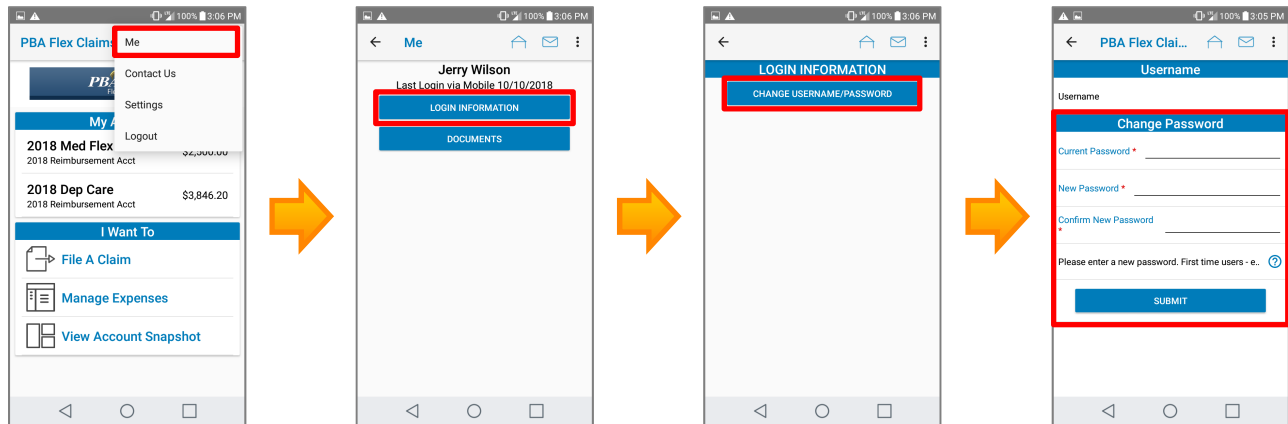 100% 3:06 PM
PBA Flex Claims
Me
Contact Us
Settings
Logout
My A
2018 Med Flex
2018 Reimbursement Acct
$2,500.00
2018 Dep Care
2018 Reimbursement Acct
$3,846.20
I Want To
File A Claim
Manage Expenses
View Account Snapshot
100% 3:06 PM
Me
Jerry Wilson
Last Login via Mobile 10/10/2018
LOGIN INFORMATION
DOCUMENTS
100% 3:06 PM
LOGIN INFORMATION
CHANGE USERNAME/PASSWORD
100% 3:05 PM
PBA Flex Clai...
Username
Username
Change Password
Current Password *
New Password *
Confirm New Password
*
Please enter a new password. First time users - e..
SUBMIT